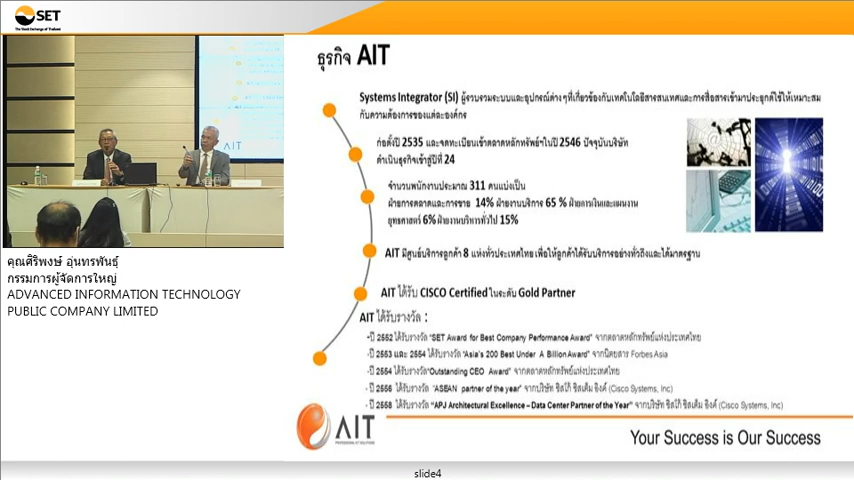 SET
The Stock Exchange of Thailand
ธุรกิจ AIT
Systems Integrator (SI) ผู้รวบรวมระบบและอุปกรณ์ต่างๆที่เกี่ยวข้องกับเทคโนโลยีสารสนเทศและการสื่อสารเข้ามาประยุกต์ใช้ให้เหมาะสม
กับความต้องการของแต่ละองค์กร
ก่อตั้งปี 2535 และจดทะเบียนเข้าตลาดหลักทรัพย์ฯในปี 2546 ปัจจุบันบริษัท
ดำเนินธุรกิจเข้าสู่ปีที่ 24
จำนวนพนักงานประมาณ 311 คนแบ่งเป็น
ฝ่ายการตลาดและการขาย 14% ฝ่ายงานบริการ 65 % ฝ่ายการเงินและแผนงาน
ยุทธศาสตร์ 6% ฝ่ายงานบริหารทั่วไป 15%
AIT มีศูนย์บริการลูกค้า 8 แห่งทั่วประเทศไทย เพื่อให้ลูกค้าได้รับบริการอย่างทั่วถึงและได้มาตรฐาน
AIT ได้รับ CISCO Certified ในระดับ Gold Partner
AIT ได้รับรางวัล :
-ปี 2552 ได้รับรางวัล "SET Award for Best Company Performance Award" จากตลาดหลักทรัพย์แห่งประเทศไทย
-ปี 2553 และ 2554 ได้รับรางวัล "Asia's 200 Best Under A Billion Award" จากนิตยสาร Forbes Asia
-ปี 2554 ได้รับรางวัล"Outstanding CEO Award" จากตลาดหลักทรัพย์แห่งประเทศไทย
-ปี 2556 ได้รับรางวัล "ASEAN partner of the year" จากบริษัท ซิสโก้ ซิสเต็ม อิงค์ (Cisco Systems, Inc)
-ปี 2558 ได้รับรางวัล "APJ Architectural Excellence – Data Center Partner of the Year" จากบริษัท ซิสโก้ ซิสเต็ม อิงค์ (Cisco Systems, Inc)
AIT
Your Success is Our Success
AIT
คุณศิริพงษ์ อุ่นทรพันธุ์
กรรมการผู้จัดการใหญ่
ADVANCED INFORMATION TECHNOLOGY
PUBLIC COMPANY LIMITED
slide4